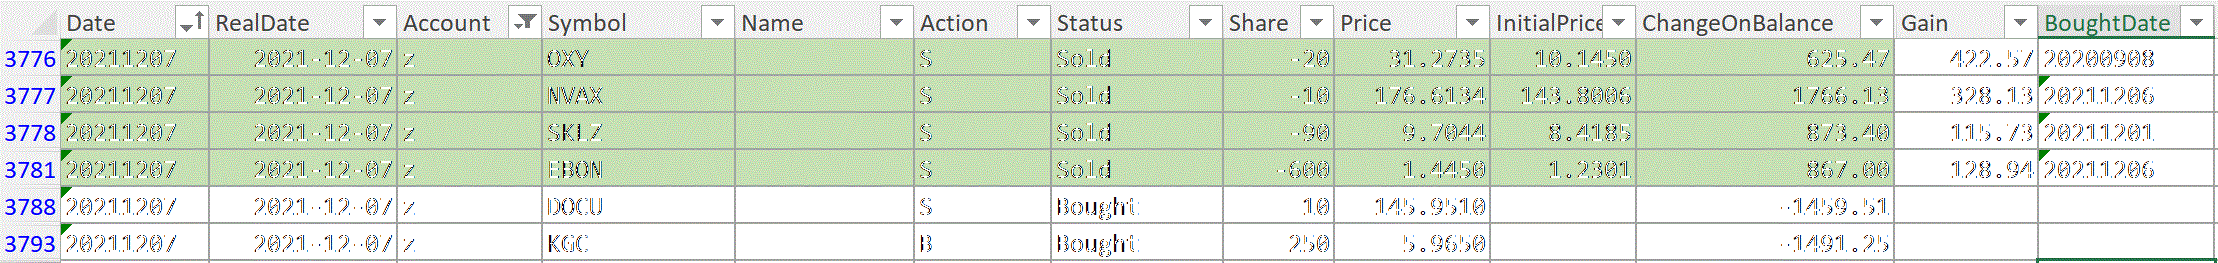 Date RealDate Account Symbol Name Action Status Share Price InitialPrice ChangeOnBalance Gain BoughtDate
3776 20211207 2021-12-07 z OXY S Sold -20 31.2735 10.1450 625.47 422.57 20200908
3777 20211207 2021-12-07 z NVAX S Sold -10 176.6134 143.8006 1766.13 328.13 20211206
3778 20211207 2021-12-07 z SKLZ S Sold -90 9.7044 8.4185 873.40 115.73 20211201
3781 20211207 2021-12-07 z EBON S Sold -600 1.4450 1.2301 867.00 128.94 20211206
3788 20211207 2021-12-07 z DOCU S Bought 10 145.9510 -1459.51
3793 20211207 2021-12-07 z KGC B Bought 250 5.9650 -1491.25